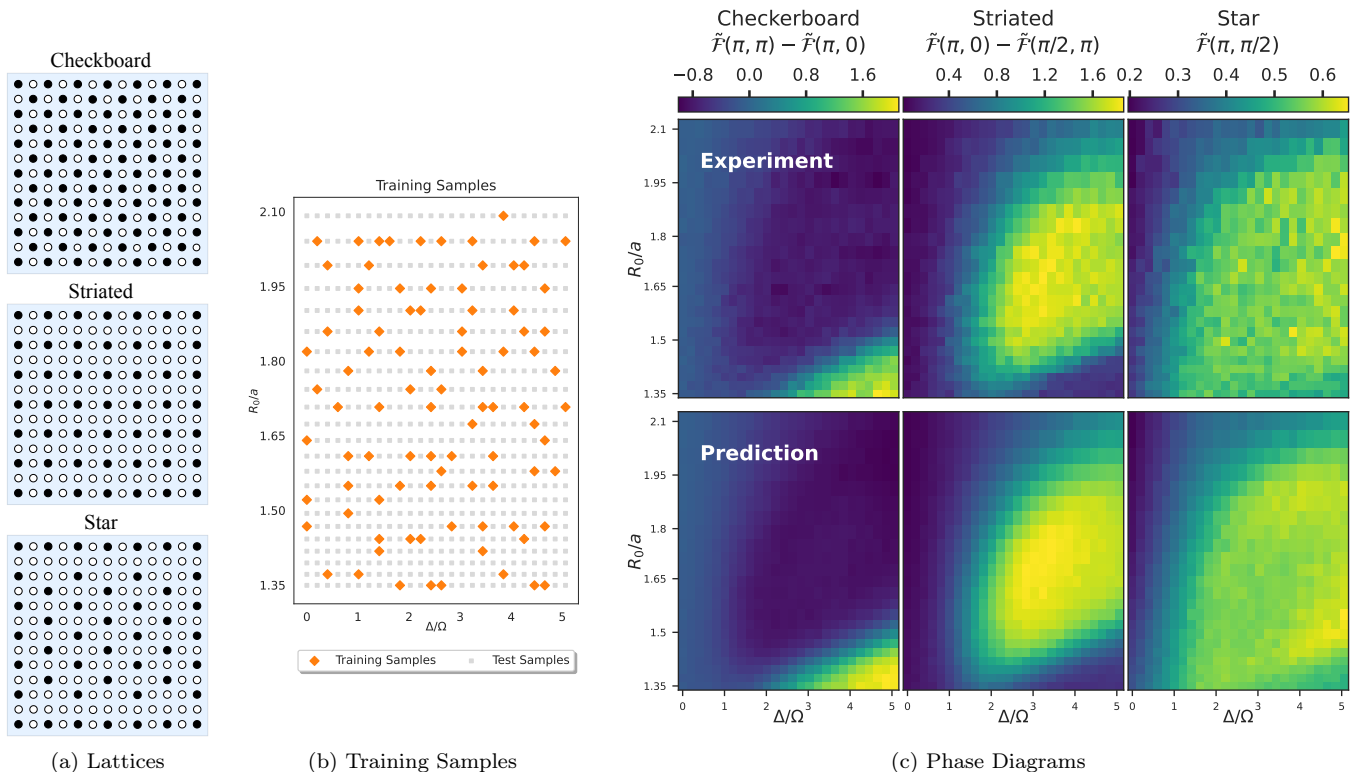 Checkboard
Striated
Star
(a) Lattices
Training Samples
R₀/a
2.10
1.95
1.80
1.65
1.50
1.35
0 1 2 3 4 5
Δ/Ω
Training Samples Test Samples
(b) Training Samples
Checkerboard Striated Star
F̃(π, π) − F̃(π, 0) F̃(π, 0) − F̃(π/2, π) F̃(π, π/2)
−0.8 0.0 0.8 1.6 0.4 0.8 1.2 1.6 0.2 0.3 0.4 0.5 0.6
Experiment
R₀/a
2.1
1.95
1.8
1.65
1.5
1.35
Prediction
R₀/a
2.1
1.95
1.8
1.65
1.5
1.35
0 1 2 3 4 5 0 1 2 3 4 5 0 1 2 3 4 5
Δ/Ω Δ/Ω Δ/Ω
(c) Phase Diagrams